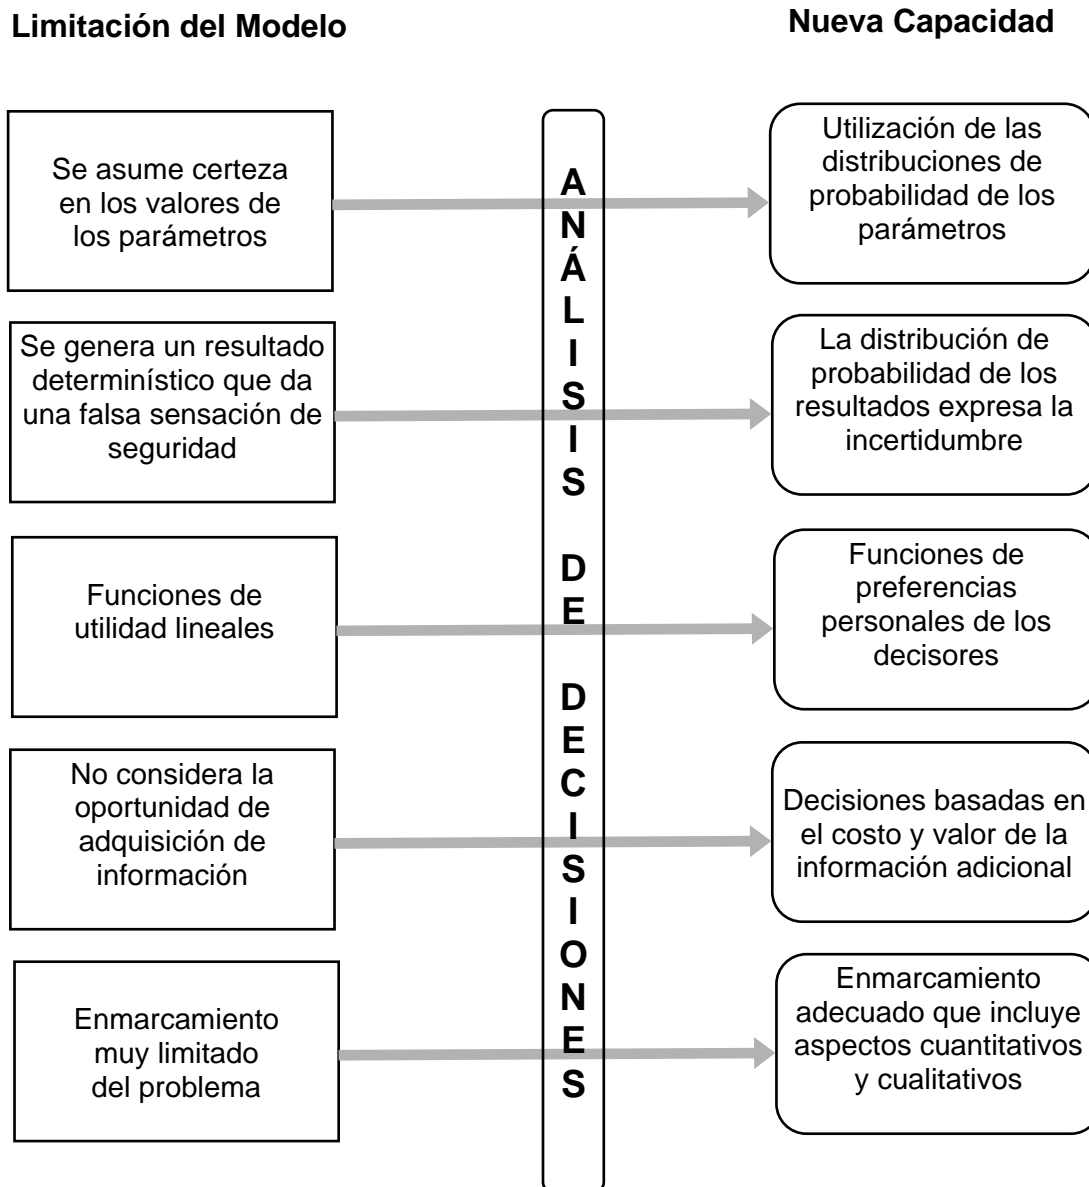 Limitación del Modelo
Nueva Capacidad
Se asume certeza
en los valores de
los parámetros
Utilización de las
distribuciones de
probabilidad de los
parámetros
Se genera un resultado
determinístico que da
una falsa sensación de
seguridad
La distribución de
probabilidad de los
resultados expresa la
incertidumbre
Funciones de
utilidad lineales
Funciones de
preferencias
personales de los
decisores
No considera la
oportunidad de
adquisición de
información
Decisiones basadas en
el costo y valor de la
información adicional
Enmarcamiento
muy limitado
del problema
Enmarcamiento
adecuado que incluye
aspectos cuantitativos
y cualitativos
ANÁLISIS DE DECISIONES